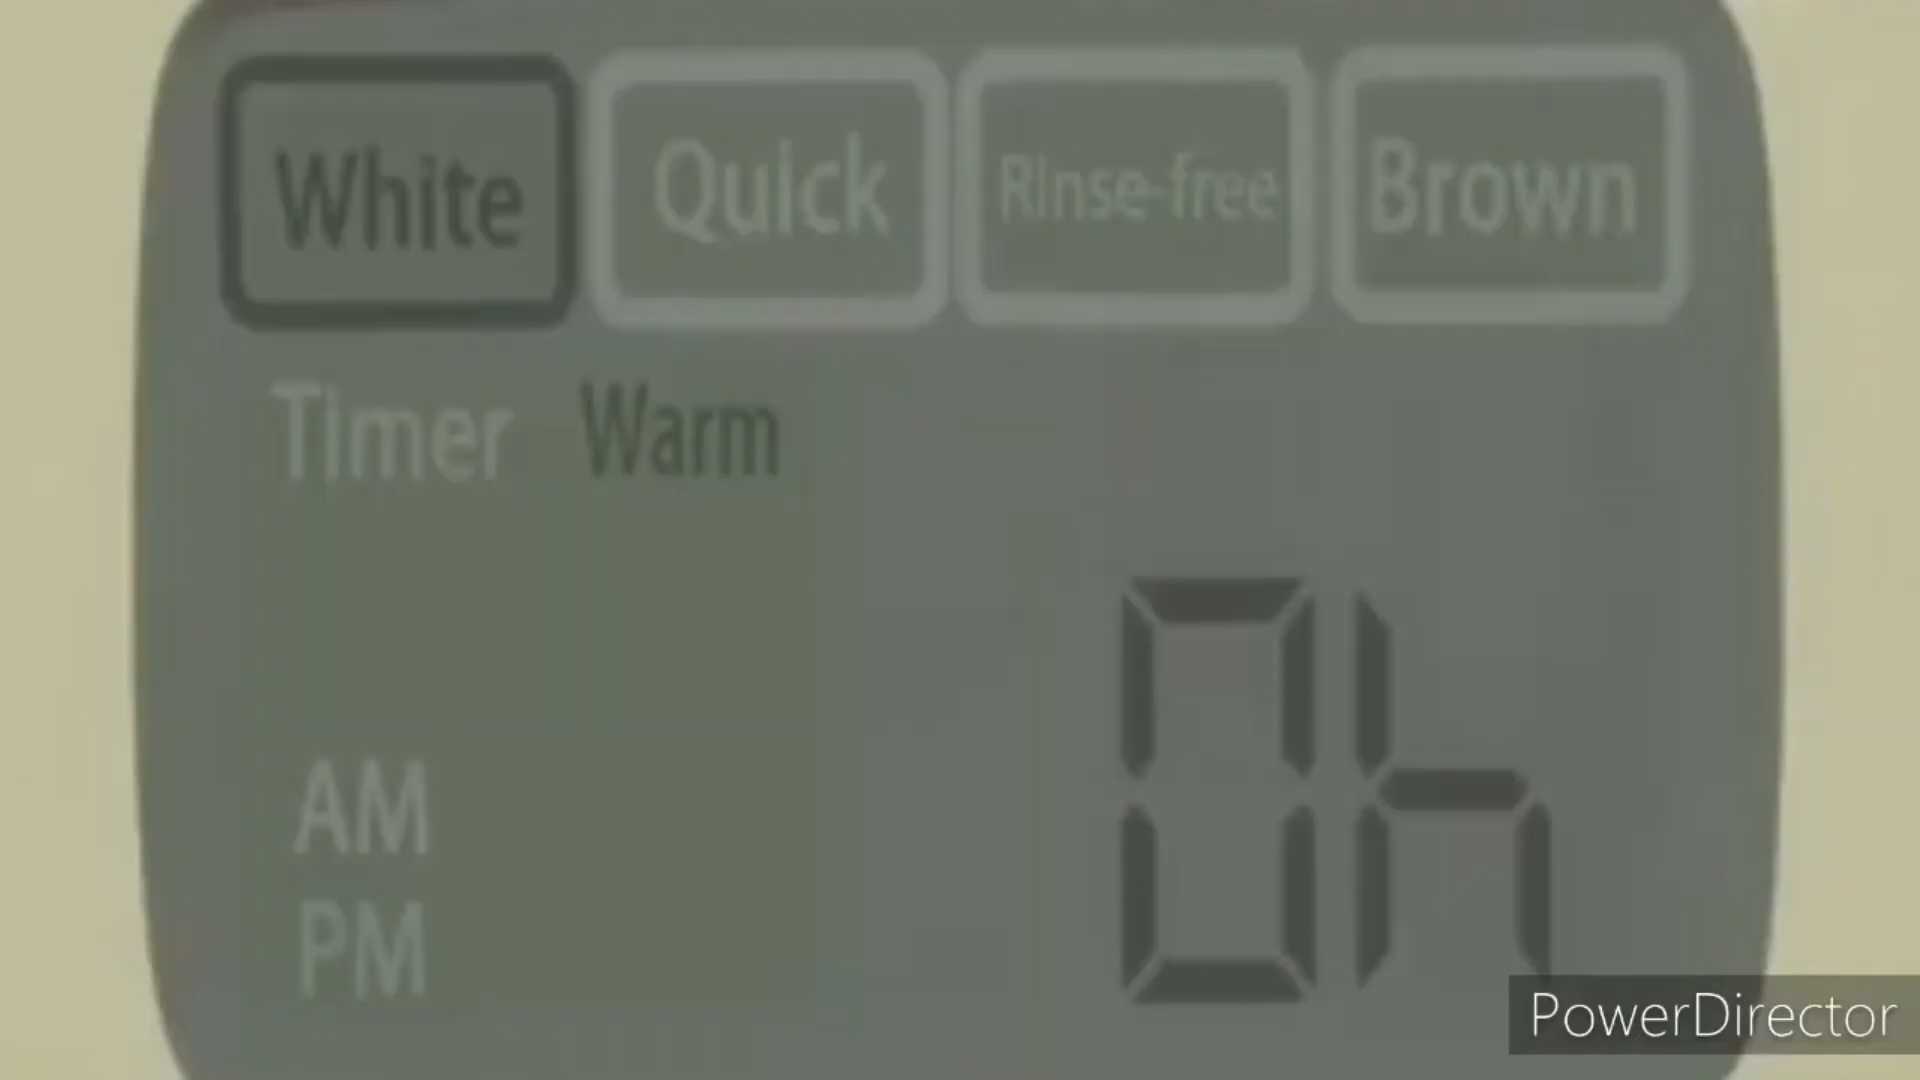 White Quick Rinse-free Brown
Timer Warm
0h
AM
PM
PowerDirector